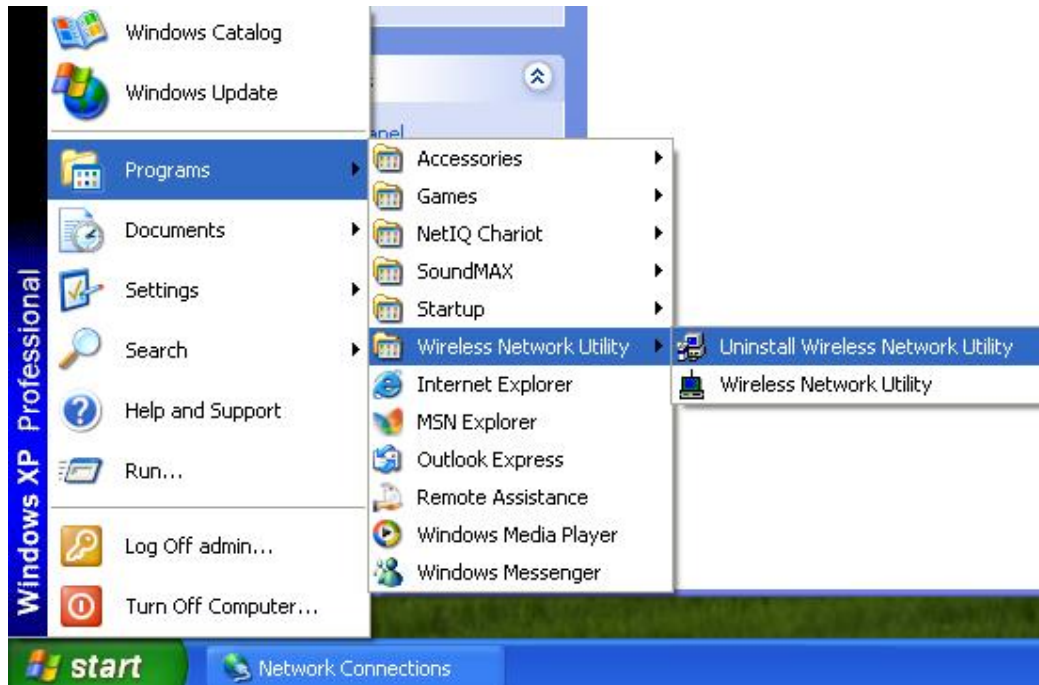 Windows Catalog
Windows Update
Programs
Documents
Settings
Search
Help and Support
Run...
Log Off admin...
Turn Off Computer...
Windows XP Professional
Accessories
Games
NetIQ Chariot
SoundMAX
Startup
Wireless Network Utility
Internet Explorer
MSN Explorer
Outlook Express
Remote Assistance
Windows Media Player
Windows Messenger
Uninstall Wireless Network Utility
Wireless Network Utility
start
Network Connections